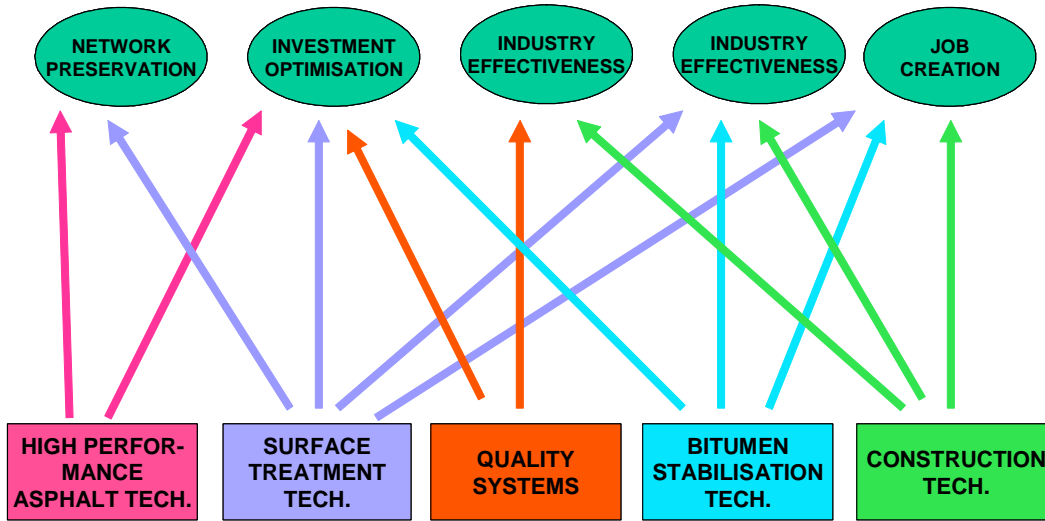 NETWORK
PRESERVATION
INVESTMENT
OPTIMISATION
INDUSTRY
EFFECTIVENESS
INDUSTRY
EFFECTIVENESS
JOB
CREATION
HIGH PERFOR-
MANCE
ASPHALT TECH.
SURFACE
TREATMENT
TECH.
QUALITY
SYSTEMS
BITUMEN
STABILISATION
TECH.
CONSTRUCTION
TECH.